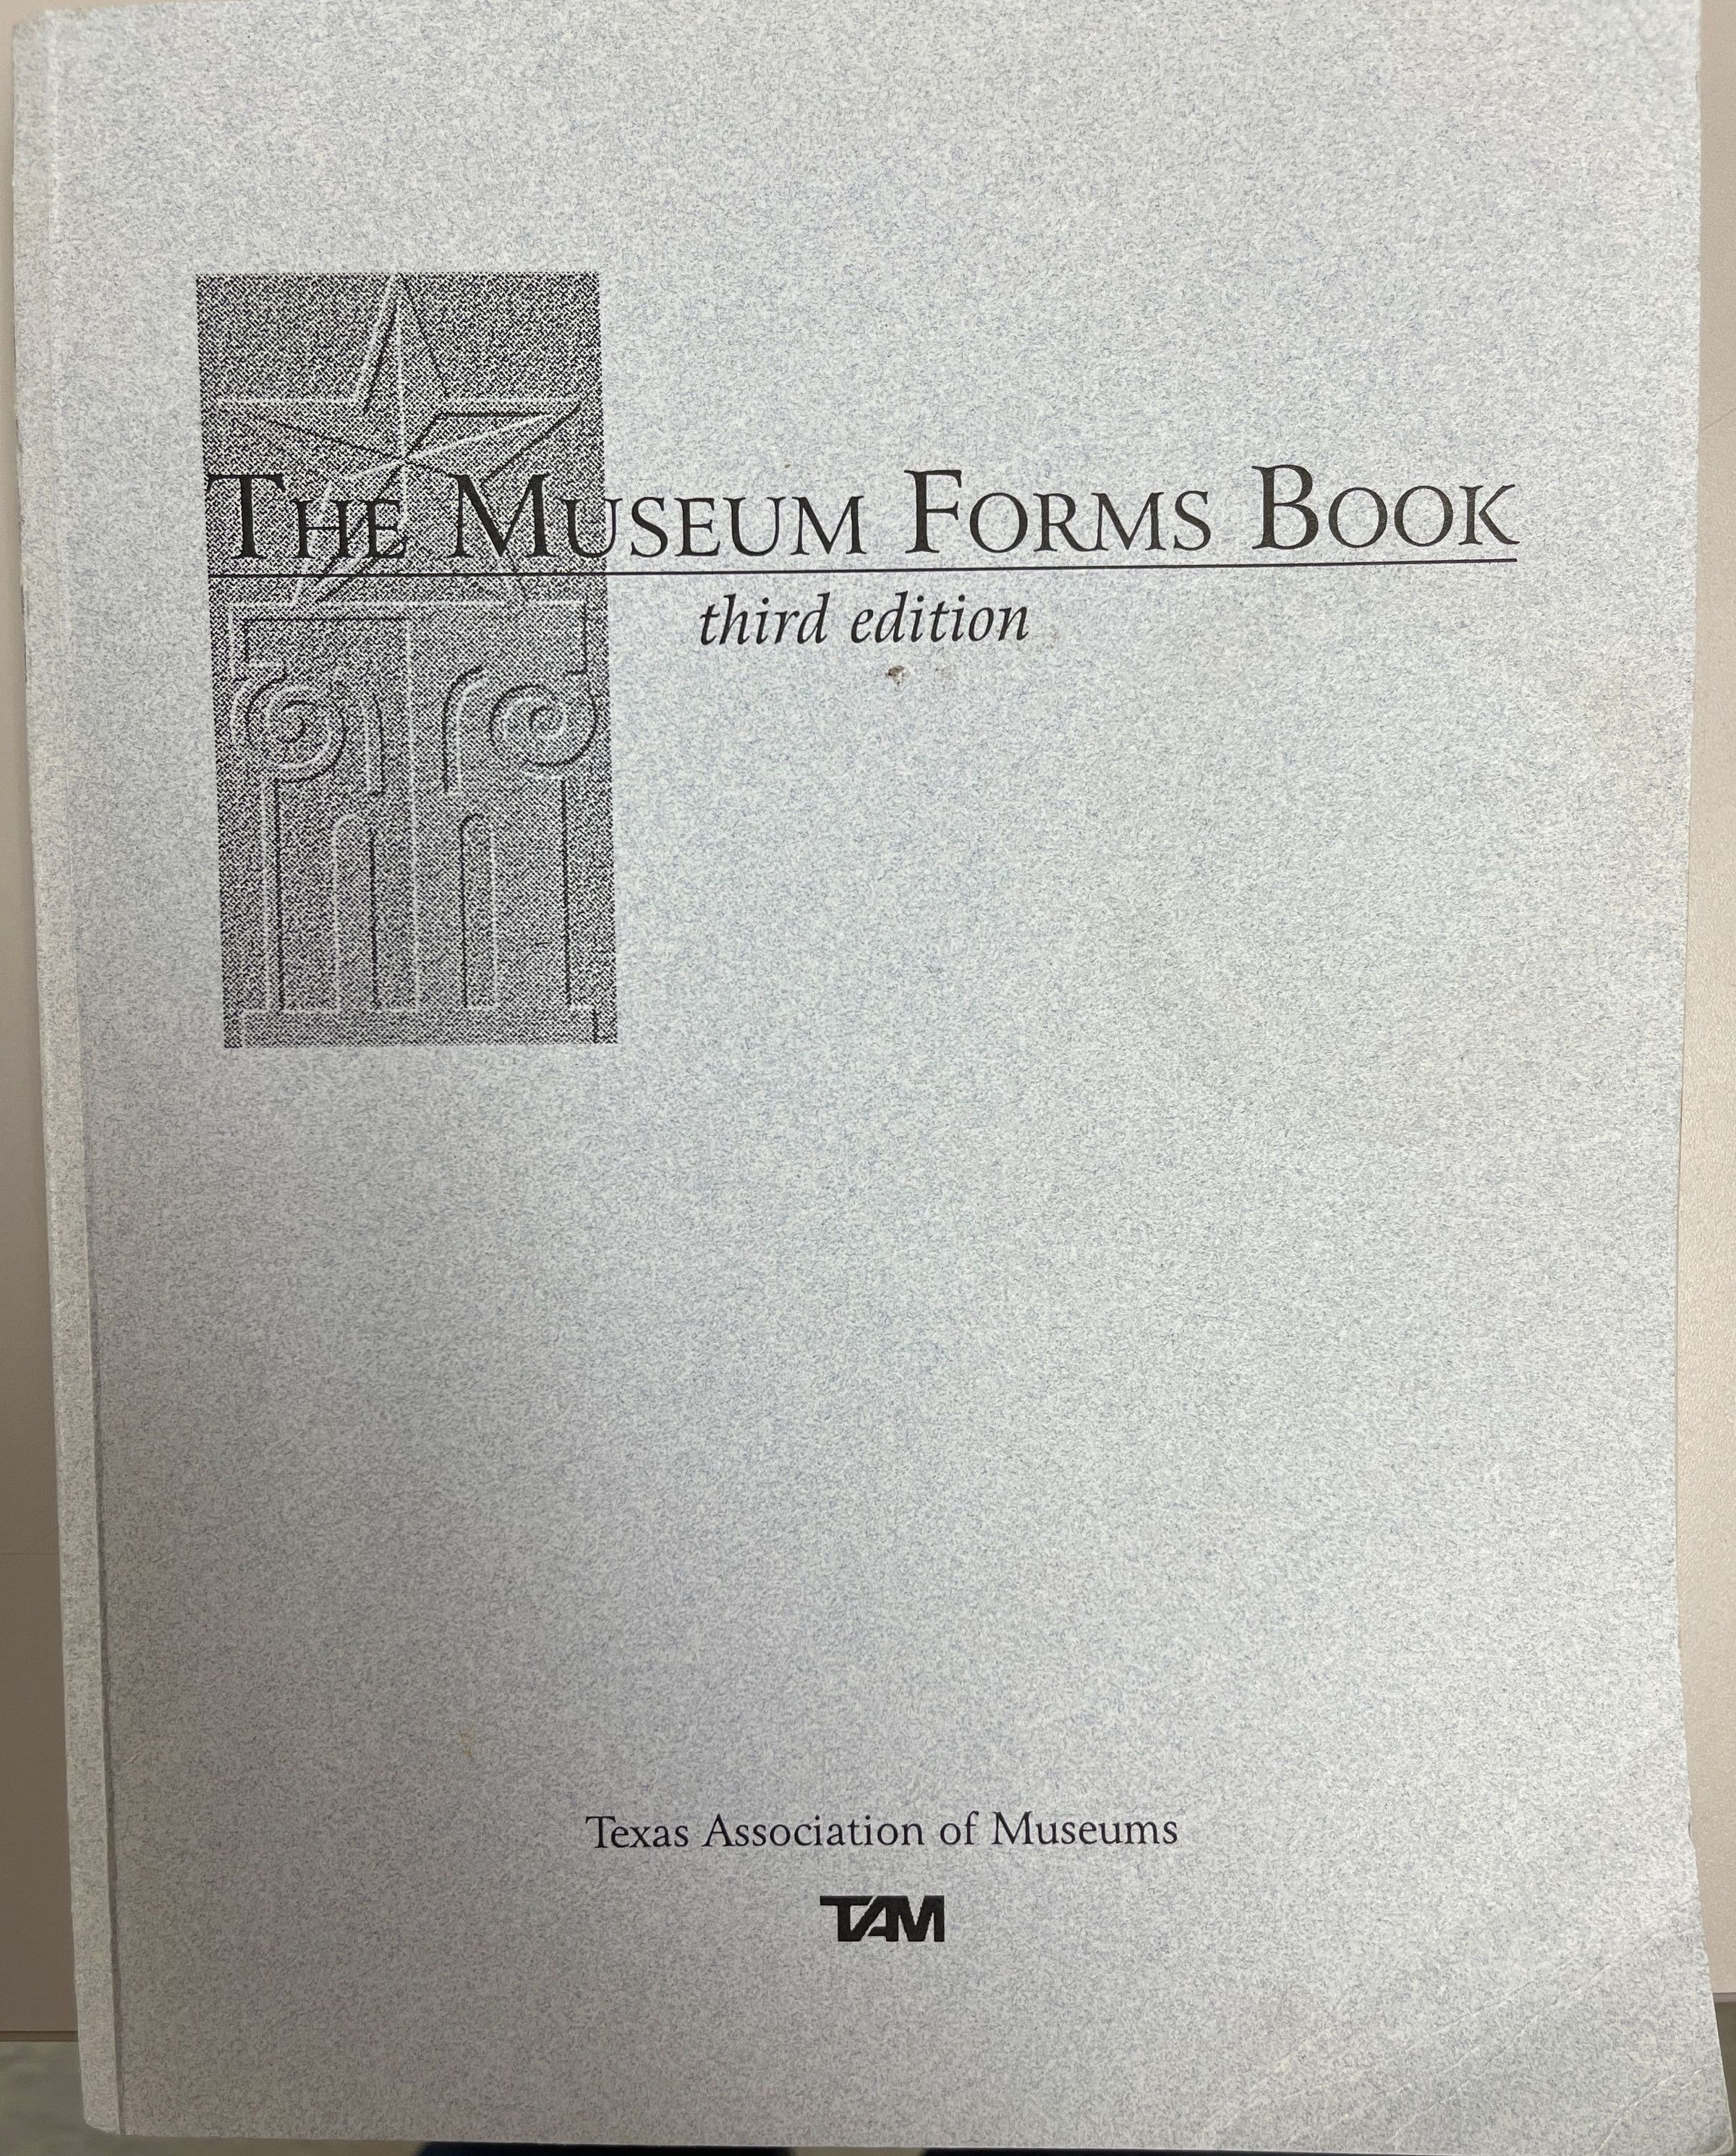 The Museum Forms Book
third edition
Texas Association of Museums
TAM